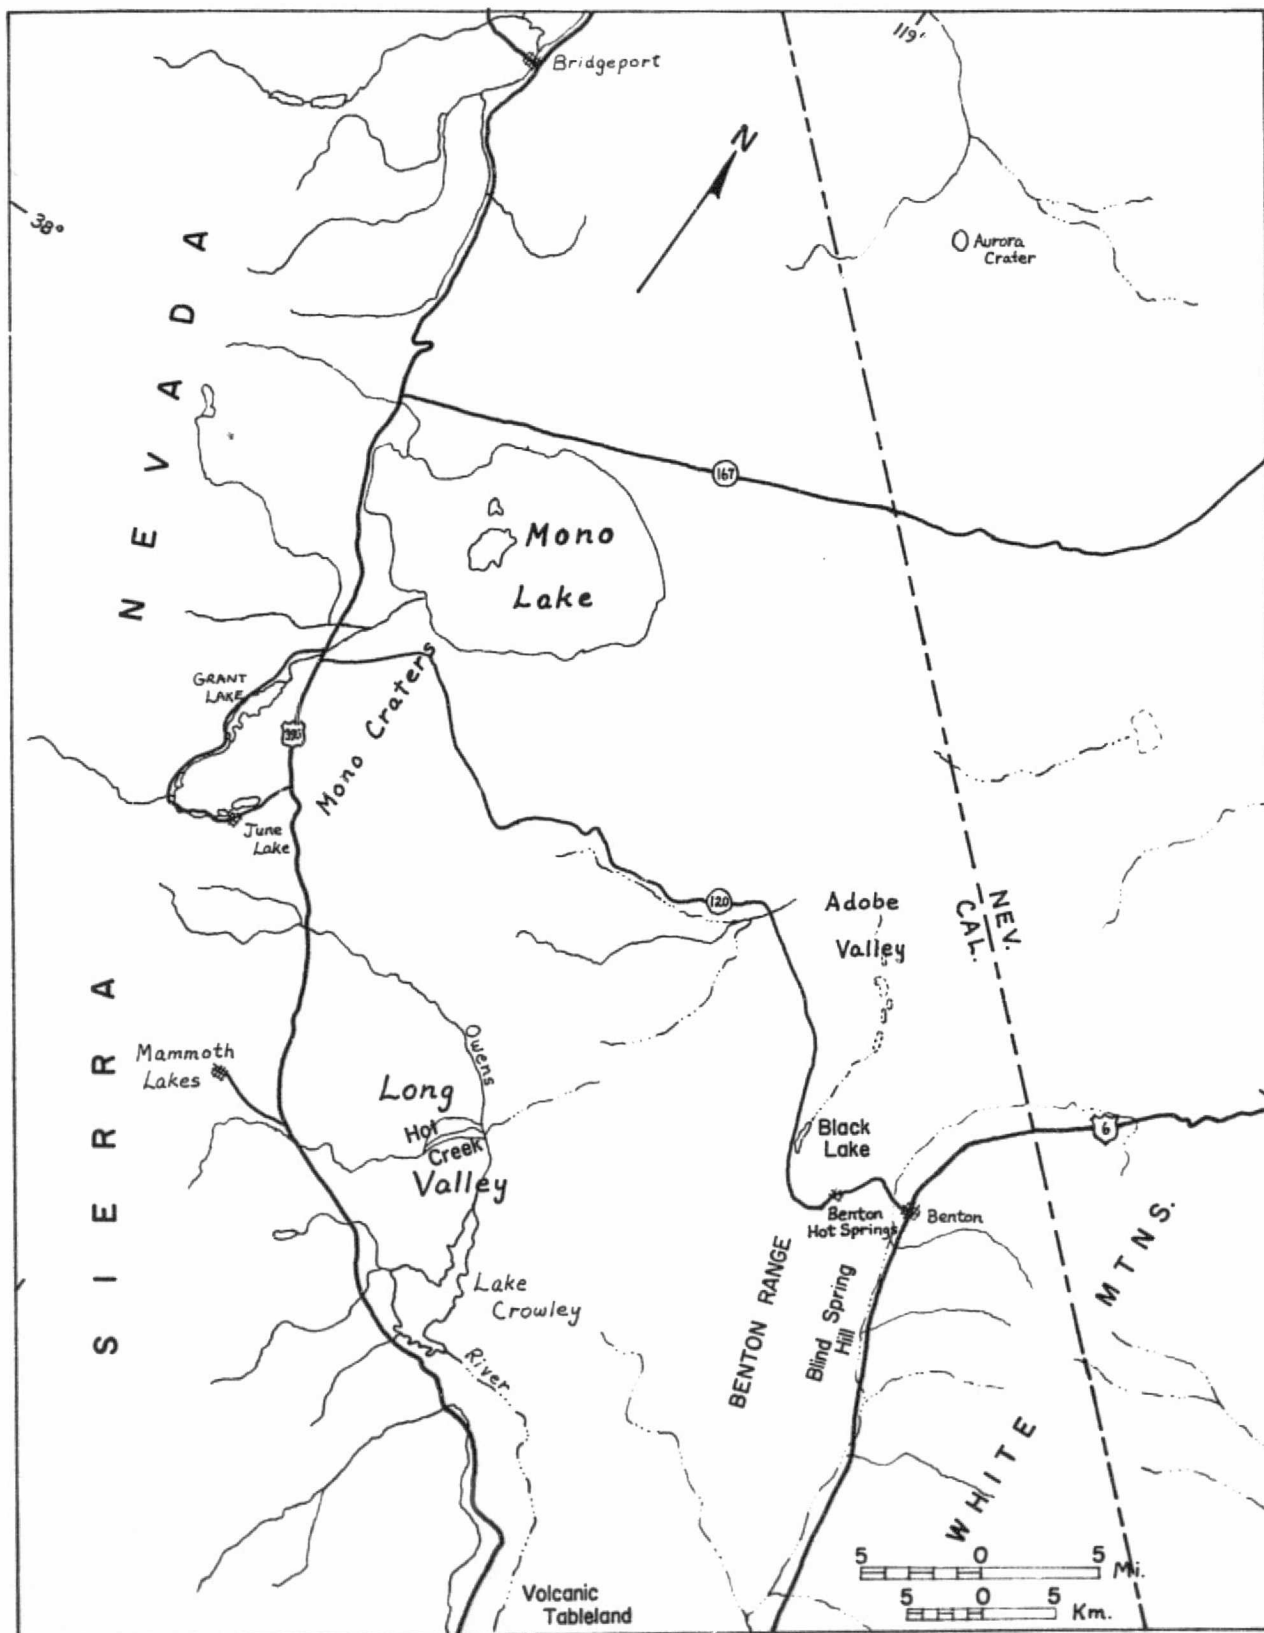 119°
Bridgeport
N
38°
Aurora
Crater
SIERRA NEVADA
167
Mono
Lake
GRANT
LAKE
395
Mono Craters
June
Lake
120
Adobe
Valley
NEV.
CAL.
Owens
Mammoth
Lakes
Long
Hot
Creek
Valley
Black
Lake
6
Benton
Hot Springs
Benton
Lake
Crowley
River
BENTON RANGE
Blind Spring
Hill
WHITE MTNS.
5 0 5
Mi.
5 0 5
Km.
Volcanic
Tableland